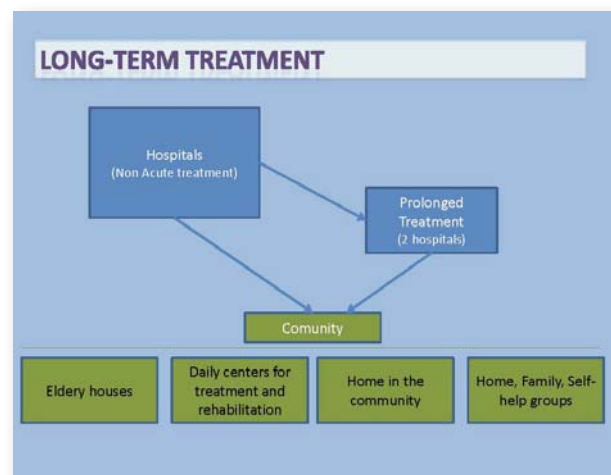 LONG-TERM TREATMENT
Hospitals
(Non Acute treatment)
Prolonged
Treatment
(2 hospitals)
Comunity
Eldery houses
Daily centers for
treatment and
rehabilitation
Home in the
community
Home, Family, Self-
help groups